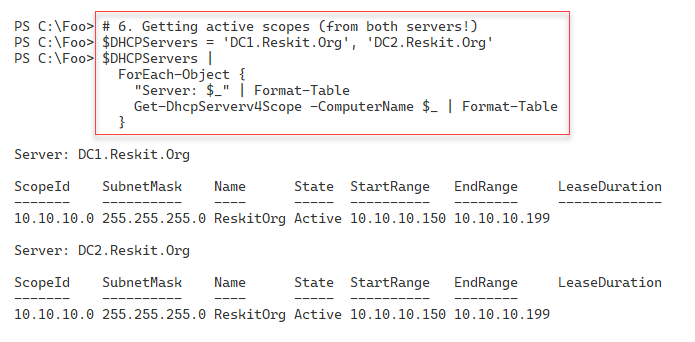 PS C:\Foo> # 6. Getting active scopes (from both servers!)
PS C:\Foo> $DHCPServers = 'DC1.Reskit.Org', 'DC2.Reskit.Org'
PS C:\Foo> $DHCPServers |
ForEach-Object {
"Server: $_" | Format-Table
Get-DhcpServerv4Scope -ComputerName $_ | Format-Table
}
Server: DC1.Reskit.Org
ScopeId SubnetMask Name State StartRange EndRange LeaseDuration
------- ---------- ---- ----- ---------- -------- -------------
10.10.10.0 255.255.255.0 ReskitOrg Active 10.10.10.150 10.10.10.199
Server: DC2.Reskit.Org
ScopeId SubnetMask Name State StartRange EndRange LeaseDuration
------- ---------- ---- ----- ---------- -------- -------------
10.10.10.0 255.255.255.0 ReskitOrg Active 10.10.10.150 10.10.10.199